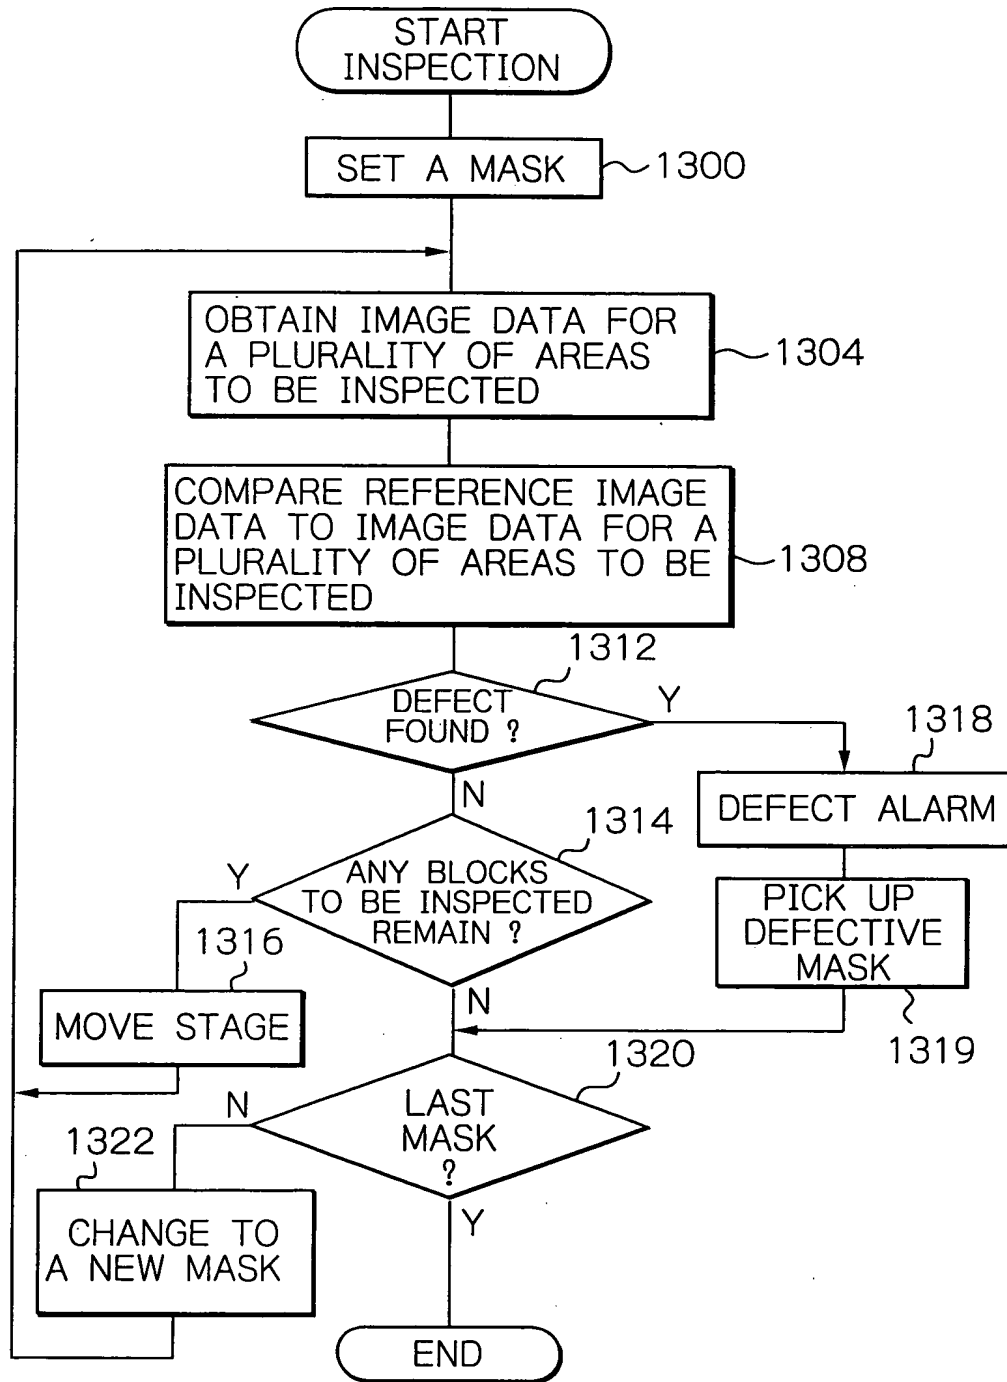 START
INSPECTION
SET A MASK
1300
OBTAIN IMAGE DATA FOR
A PLURALITY OF AREAS
TO BE INSPECTED
1304
COMPARE REFERENCE IMAGE
DATA TO IMAGE DATA FOR A
PLURALITY OF AREAS TO BE
INSPECTED
1308
1312
DEFECT
FOUND ?
Y
N
1318
DEFECT ALARM
1314
ANY BLOCKS
TO BE INSPECTED
REMAIN ?
Y
N
PICK UP
DEFECTIVE
MASK
1319
1316
MOVE STAGE
1320
LAST
MASK
?
N
Y
1322
CHANGE TO
A NEW MASK
END